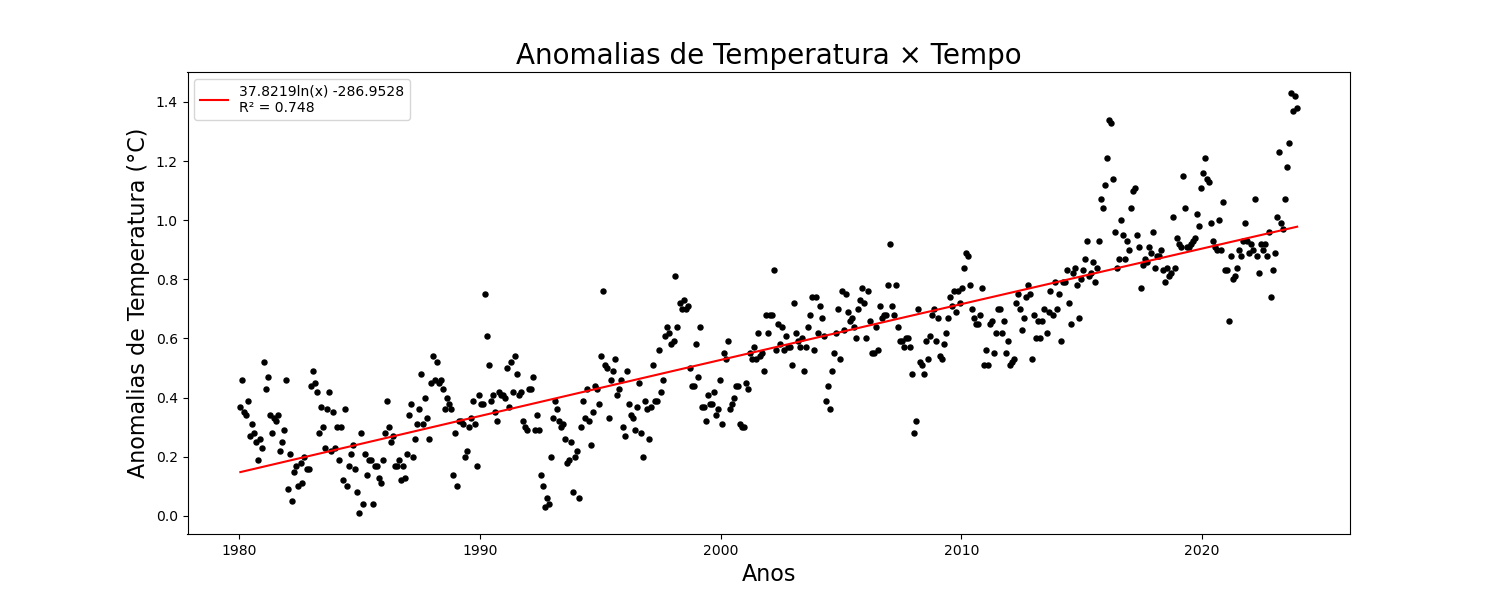 Anomalias de Temperatura × Tempo
37.8219ln(x) -286.9528
R² = 0.748
Anomalias de Temperatura (°C)
1.4
1.2
1.0
0.8
0.6
0.4
0.2
0.0
1980 1990 2000 2010 2020
Anos